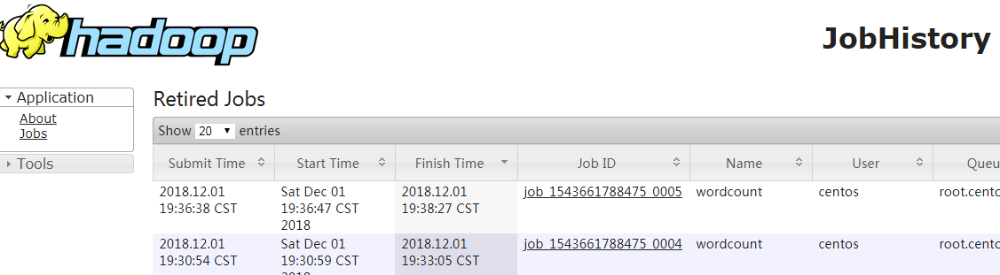 hadoop
JobHistory
Application
About
Jobs
Tools
Retired Jobs
Show 20 entries
Submit Time Start Time Finish Time Job ID Name User Queu
2018.12.01 Sat Dec 01 2018.12.01 job_1543661788475_0005 wordcount centos root.cento
19:36:38 CST 19:36:47 CST 19:38:27 CST
2018
2018.12.01 Sat Dec 01 2018.12.01 job_1543661788475_0004 wordcount centos root.cento
19:30:54 CST 19:30:59 CST 19:33:05 CST
2018